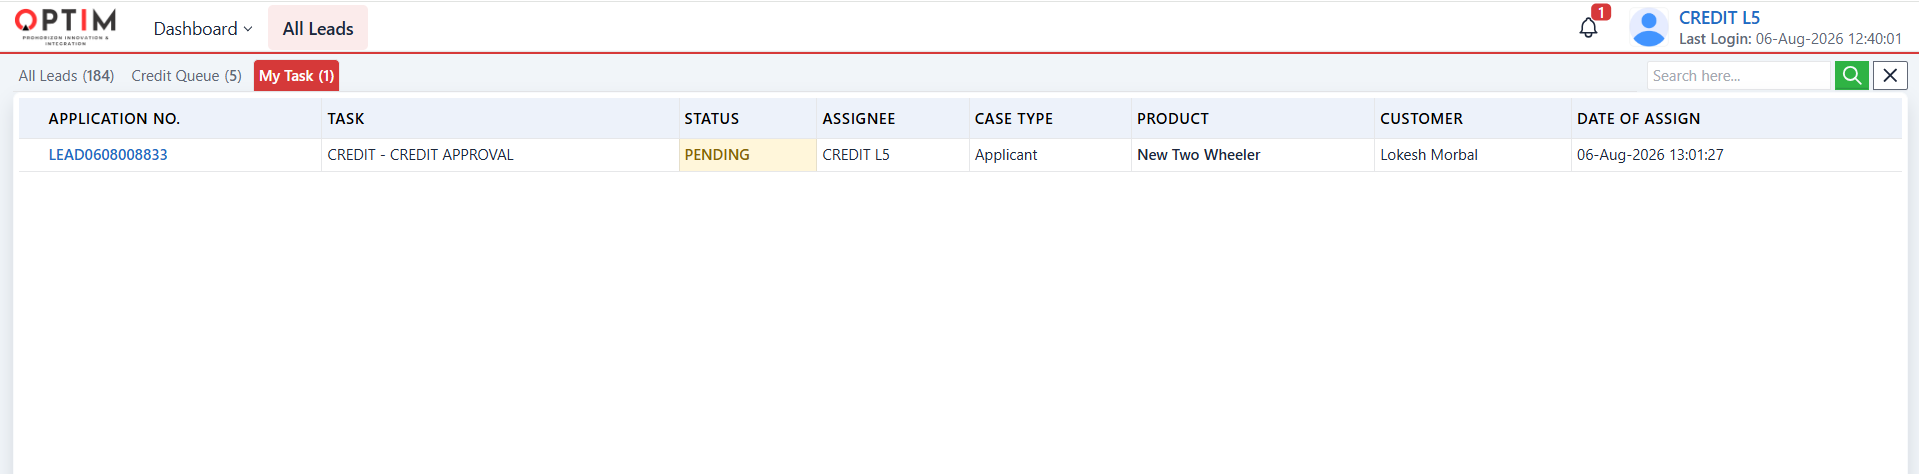 OPTIM
PROHORIZON INNOVATION &
INTEGRATION
Dashboard
All Leads
1
CREDIT L5
Last Login: 06-Aug-2026 12:40:01
All Leads (184) Credit Queue (5) My Task (1)
Search here...
APPLICATION NO. TASK STATUS ASSIGNEE CASE TYPE PRODUCT CUSTOMER DATE OF ASSIGN
LEAD0608008833 CREDIT - CREDIT APPROVAL PENDING CREDIT L5 Applicant New Two Wheeler Lokesh Morbal 06-Aug-2026 13:01:27